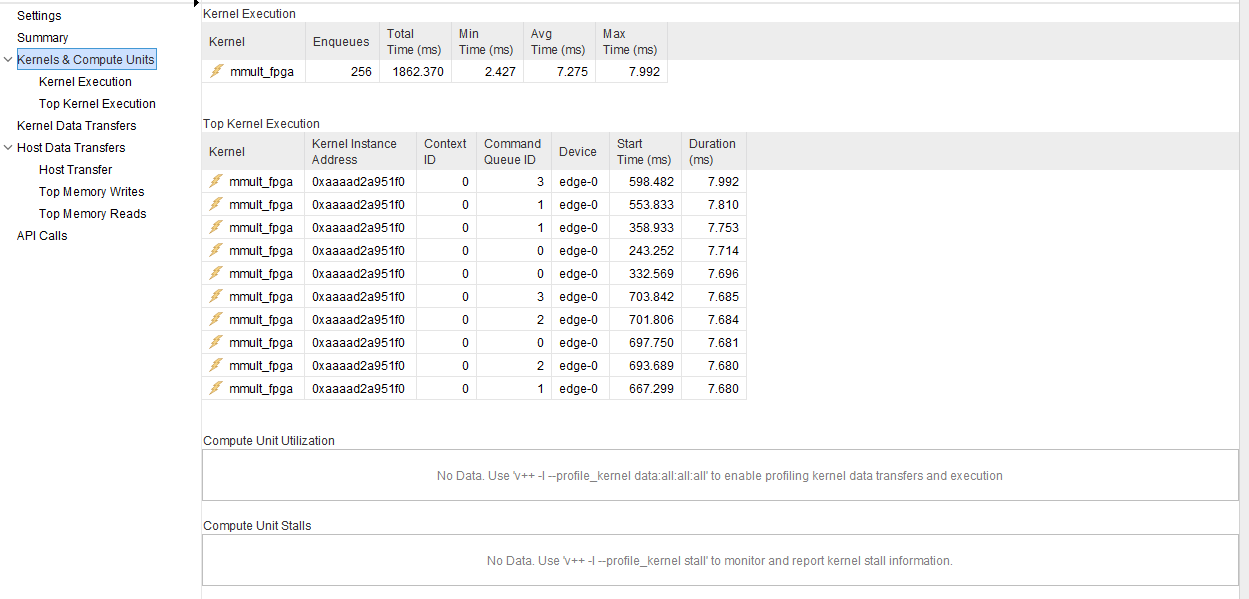 Settings
Summary
Kernels & Compute Units
Kernel Execution
Top Kernel Execution
Kernel Data Transfers
Host Data Transfers
Host Transfer
Top Memory Writes
Top Memory Reads
API Calls
Kernel Execution
Kernel Enqueues Total Time (ms) Min Time (ms) Avg Time (ms) Max Time (ms)
mmult_fpga 256 1862.370 2.427 7.275 7.992
Top Kernel Execution
Kernel Kernel Instance Address Context ID Command Queue ID Device Start Time (ms) Duration (ms)
mmult_fpga 0xaaaad2a951f0 0 3 edge-0 598.482 7.992
mmult_fpga 0xaaaad2a951f0 0 1 edge-0 553.833 7.810
mmult_fpga 0xaaaad2a951f0 0 1 edge-0 358.933 7.753
mmult_fpga 0xaaaad2a951f0 0 0 edge-0 243.252 7.714
mmult_fpga 0xaaaad2a951f0 0 0 edge-0 332.569 7.696
mmult_fpga 0xaaaad2a951f0 0 3 edge-0 703.842 7.685
mmult_fpga 0xaaaad2a951f0 0 2 edge-0 701.806 7.684
mmult_fpga 0xaaaad2a951f0 0 0 edge-0 697.750 7.681
mmult_fpga 0xaaaad2a951f0 0 2 edge-0 693.689 7.680
mmult_fpga 0xaaaad2a951f0 0 1 edge-0 667.299 7.680
Compute Unit Utilization
No Data. Use 'v++ -l --profile_kernel data:all:all:all' to enable profiling kernel data transfers and execution
Compute Unit Stalls
No Data. Use 'v++ -l --profile_kernel stall' to monitor and report kernel stall information.